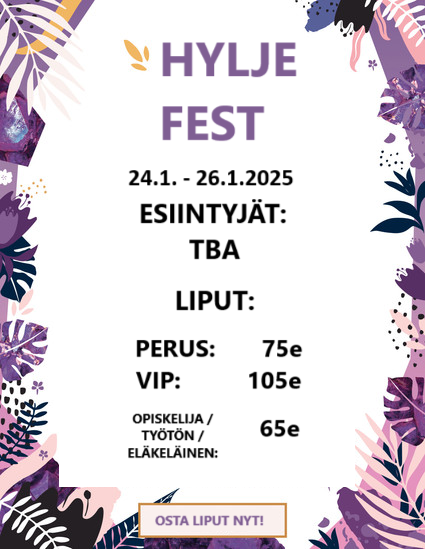 HYLJE
FEST
24.1. - 26.1.2025
ESIINTYJÄT:
TBA
LIPUT:
PERUS: 75e
VIP: 105e
OPISKELIJA /
TYÖTÖN / 65e
ELÄKELÄINEN:
OSTA LIPUT NYT!